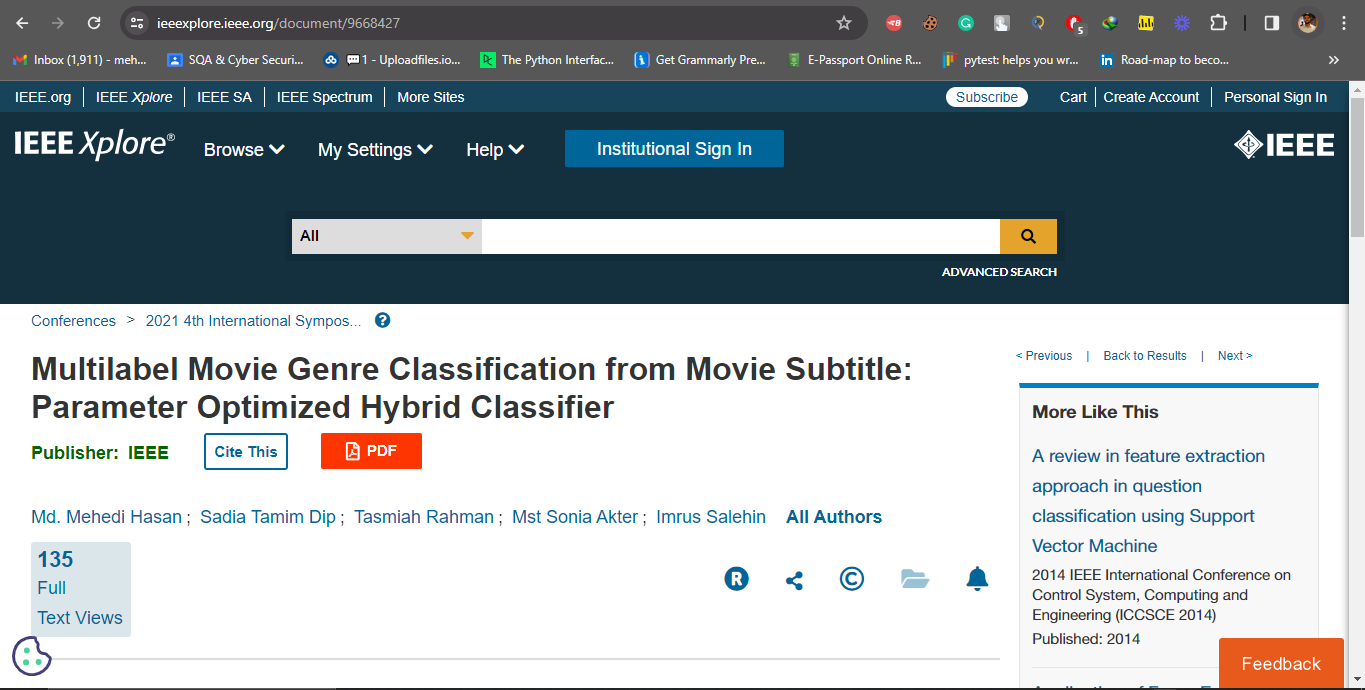 ieeexplore.ieee.org/document/9668427
5
Inbox (1,911) - meh...
SQA & Cyber Securi...
1 - Uploadfiles.io...
The Python Interfac...
Get Grammarly Pre...
E-Passport Online R...
pytest: helps you wr...
Road-map to beco...
IEEE.org
IEEE Xplore
IEEE SA
IEEE Spectrum
More Sites
Subscribe
Cart
Create Account
Personal Sign In
IEEE Xplore®
Browse
My Settings
Help
Institutional Sign In
IEEE
All
ADVANCED SEARCH
Conferences > 2021 4th International Sympos...
Multilabel Movie Genre Classification from Movie Subtitle:
Parameter Optimized Hybrid Classifier
Publisher: IEEE
Cite This
PDF
Md. Mehedi Hasan ; Sadia Tamim Dip ; Tasmiah Rahman ; Mst Sonia Akter ; Imrus Salehin All Authors
135
Full
Text Views
< Previous | Back to Results | Next >
More Like This
A review in feature extraction
approach in question
classification using Support
Vector Machine
2014 IEEE International Conference on
Control System, Computing and
Engineering (ICCSCE 2014)
Published: 2014
Feedback